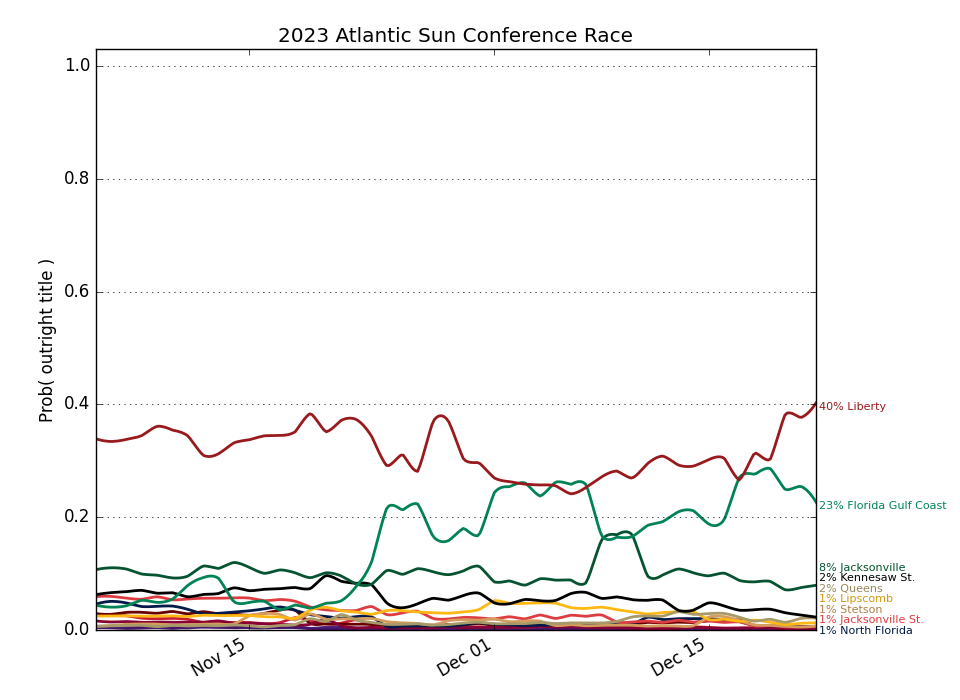 2023 Atlantic Sun Conference Race
Prob( outright title )
1.0
0.8
0.6
0.4
0.2
0.0
Nov 15
Dec 01
Dec 15
40% Liberty
23% Florida Gulf Coast
8% Jacksonville
2% Kennesaw St.
2% Queens
1% Lipscomb
1% Stetson
1% Jacksonville St.
1% North Florida